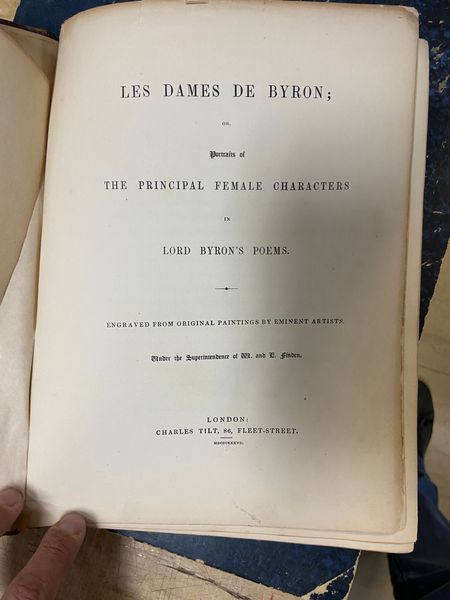 LES DAMES DE BYRON;
OR,
Portraits of
THE PRINCIPAL FEMALE CHARACTERS
IN
LORD BYRON'S POEMS.
ENGRAVED FROM ORIGINAL PAINTINGS BY EMINENT ARTISTS.
Under the Superintendence of W. and E. Finden.
LONDON:
CHARLES TILT, 86, FLEET-STREET.